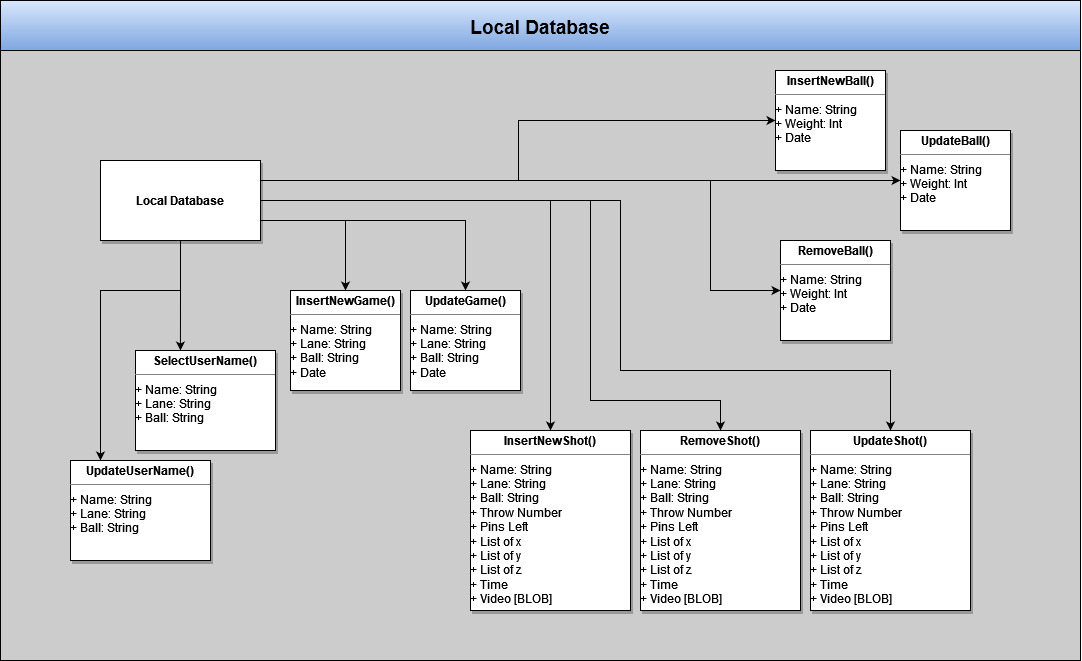 Local Database
InsertNewBall()
+ Name: String
+ Weight: Int
+ Date
UpdateBall()
+ Name: String
+ Weight: Int
+ Date
Local Database
RemoveBall()
+ Name: String
+ Weight: Int
+ Date
InsertNewGame()
+ Name: String
+ Lane: String
+ Ball: String
+ Date
UpdateGame()
+ Name: String
+ Lane: String
+ Ball: String
+ Date
SelectUserName()
+ Name: String
+ Lane: String
+ Ball: String
UpdateUserName()
+ Name: String
+ Lane: String
+ Ball: String
InsertNewShot()
+ Name: String
+ Lane: String
+ Ball: String
+ Throw Number
+ Pins Left
+ List of x
+ List of y
+ List of z
+ Time
+ Video [BLOB]
RemoveShot()
+ Name: String
+ Lane: String
+ Ball: String
+ Throw Number
+ Pins Left
+ List of x
+ List of y
+ List of z
+ Time
+ Video [BLOB]
UpdateShot()
+ Name: String
+ Lane: String
+ Ball: String
+ Throw Number
+ Pins Left
+ List of x
+ List of y
+ List of z
+ Time
+ Video [BLOB]